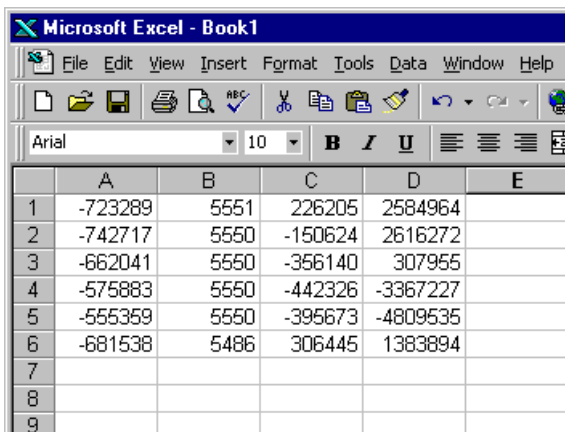 Microsoft Excel - Book1
File Edit View Insert Format Tools Data Window Help
ABC
Arial 10 B I U
A B C D E
1 -723289 5551 226205 2584964
2 -742717 5550 -150624 2616272
3 -662041 5550 -356140 307955
4 -575883 5550 -442326 -3367227
5 -555359 5550 -395673 -4809535
6 -681538 5486 306445 1383894
7
8
9